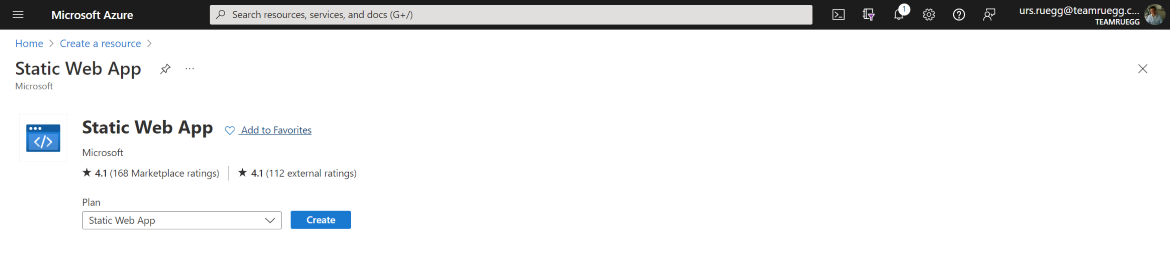 Microsoft Azure
Search resources, services, and docs (G+/)
1
urs.ruegg@teamruegg.c...
TEAMRUEGG
Home > Create a resource >
Static Web App
Microsoft
Static Web App
Add to Favorites
Microsoft
★ 4.1 (168 Marketplace ratings) | ★ 4.1 (112 external ratings)
Plan
Static Web App
Create